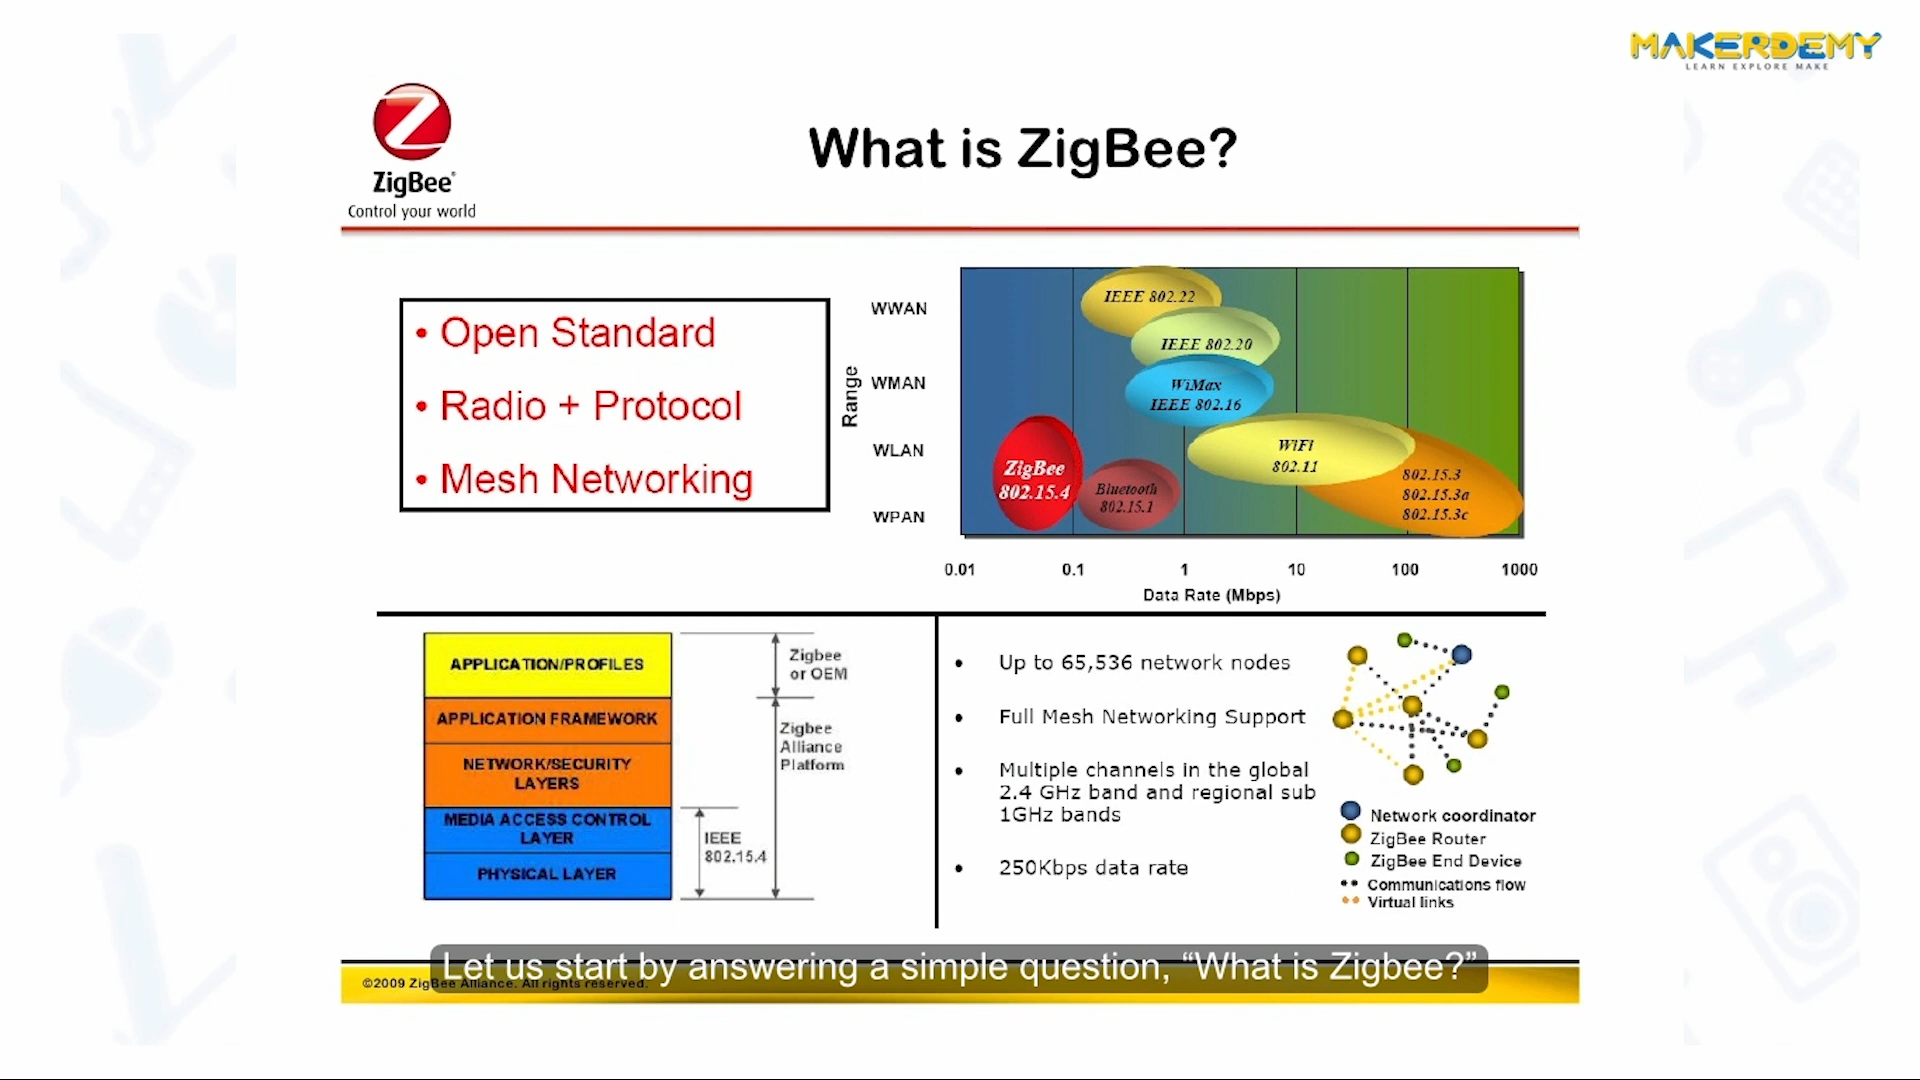 MAKERDEMY
LEARN EXPLORE MAKE
Z
ZigBee®
Control your world
What is ZigBee?
• Open Standard
• Radio + Protocol
• Mesh Networking
Range
WWAN
WMAN
WLAN
WPAN
IEEE 802.22
IEEE 802.20
WiMax
IEEE 802.16
WiFi
802.11
ZigBee
802.15.4
Bluetooth
802.15.1
802.15.3
802.15.3a
802.15.3c
0.01 0.1 1 10 100 1000
Data Rate (Mbps)
APPLICATION/PROFILES
APPLICATION FRAMEWORK
NETWORK/SECURITY
LAYERS
MEDIA ACCESS CONTROL
LAYER
PHYSICAL LAYER
Zigbee
or OEM
Zigbee
Alliance
Platform
IEEE
802.15.4
• Up to 65,536 network nodes
• Full Mesh Networking Support
• Multiple channels in the global
2.4 GHz band and regional sub
1GHz bands
• 250Kbps data rate
Network coordinator
ZigBee Router
ZigBee End Device
Communications flow
Virtual links
Let us start by answering a simple question, “What is Zigbee?”
©2009 ZigBee Alliance. All rights reserved.